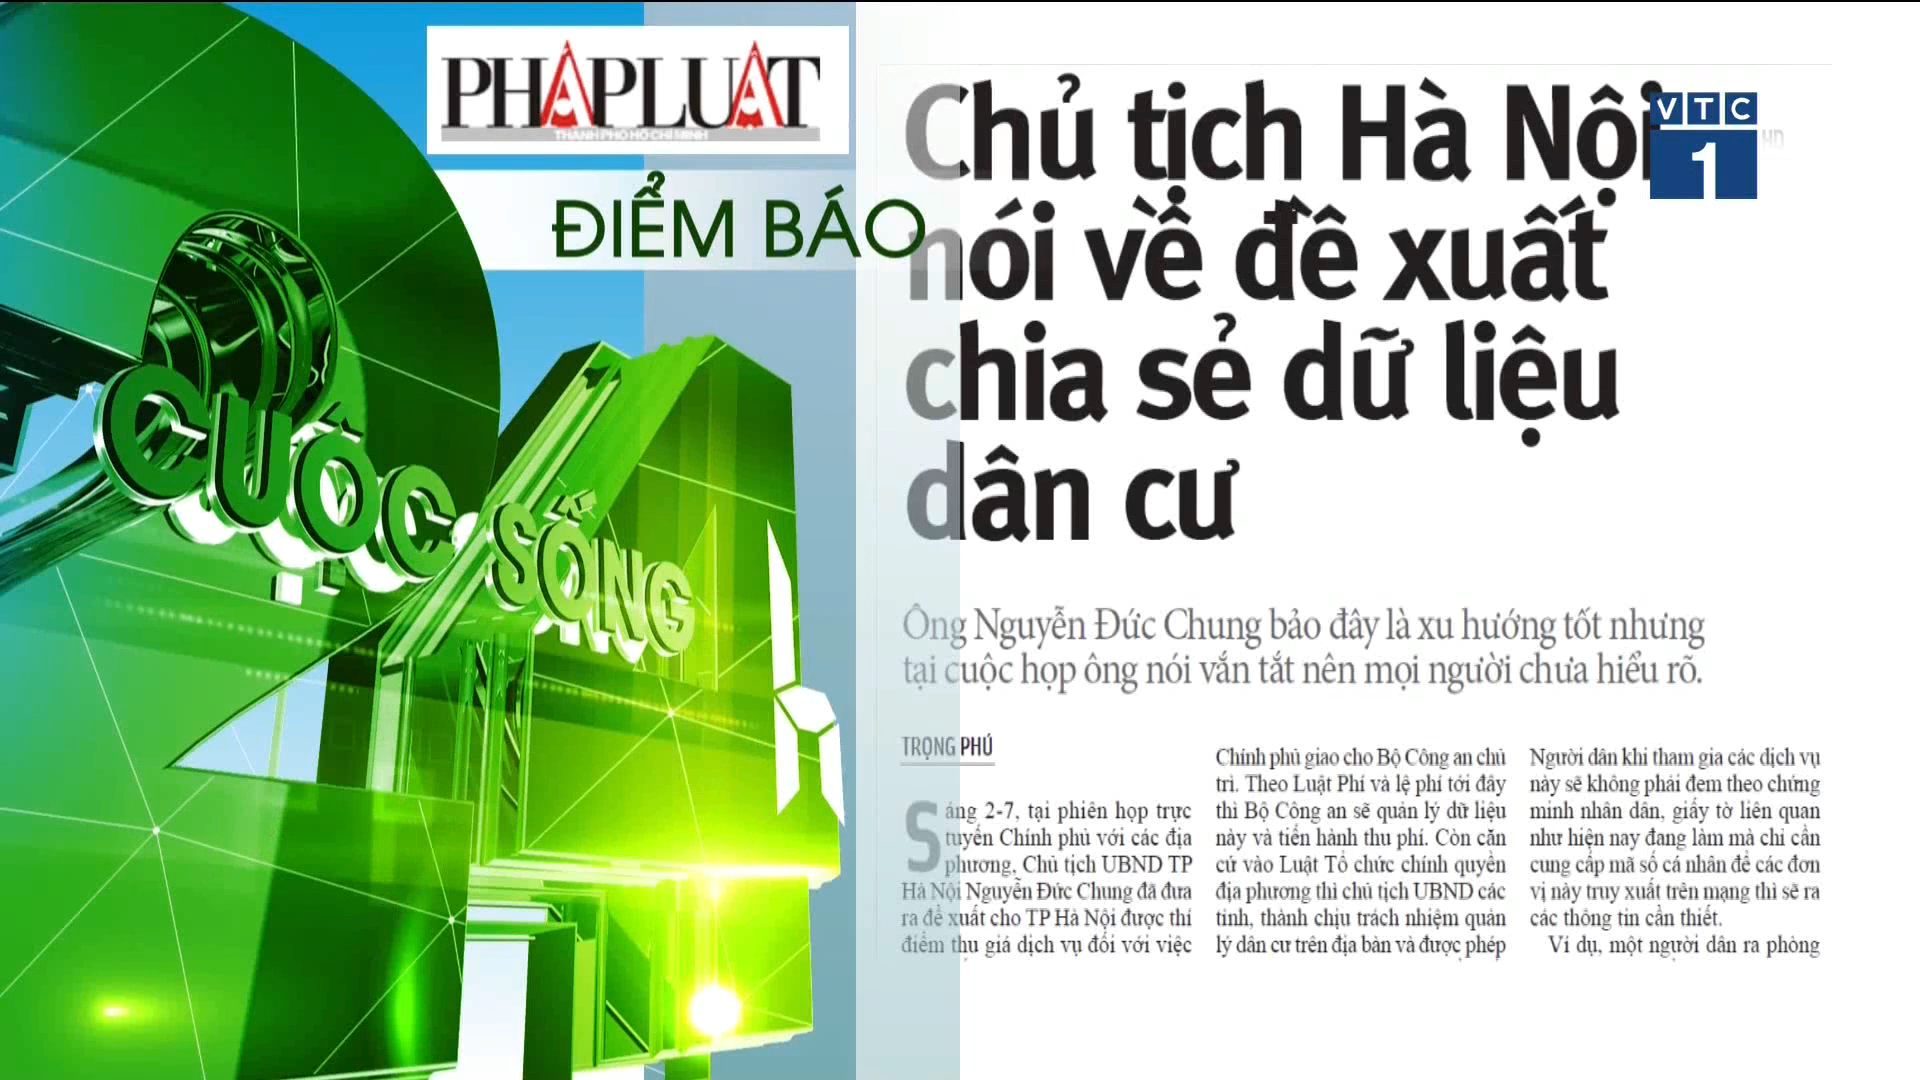 PHÁPLUẬT
THÀNH PHỐ HỒ CHÍ MINH
ĐIỂM BÁO
CUỘC SỐNG
24h
VTC
1
HD
Chủ tịch Hà Nội
nói về đề xuất
chia sẻ dữ liệu
dân cư
Ông Nguyễn Đức Chung bảo đây là xu hướng tốt nhưng
tại cuộc họp ông nói vắn tắt nên mọi người chưa hiểu rõ.
TRỌNG PHÚ
Sáng 2-7, tại phiên họp trực
tuyến Chính phủ với các địa
phương, Chủ tịch UBND TP
Hà Nội Nguyễn Đức Chung đã đưa
ra đề xuất cho TP Hà Nội được thí
điểm thu giá dịch vụ đối với việc
Chính phủ giao cho Bộ Công an chủ
trì. Theo Luật Phí và lệ phí tới đây
thì Bộ Công an sẽ quản lý dữ liệu
này và tiến hành thu phí. Còn căn
cứ vào Luật Tổ chức chính quyền
địa phương thì chủ tịch UBND các
tỉnh, thành chịu trách nhiệm quản
lý dân cư trên địa bàn và được phép
Người dân khi tham gia các dịch vụ
này sẽ không phải đem theo chứng
minh nhân dân, giấy tờ liên quan
như hiện nay đang làm mà chỉ cần
cung cấp mã số cá nhân để các đơn
vị này truy xuất trên mạng thì sẽ ra
các thông tin cần thiết.
Ví dụ, một người dân ra phòng